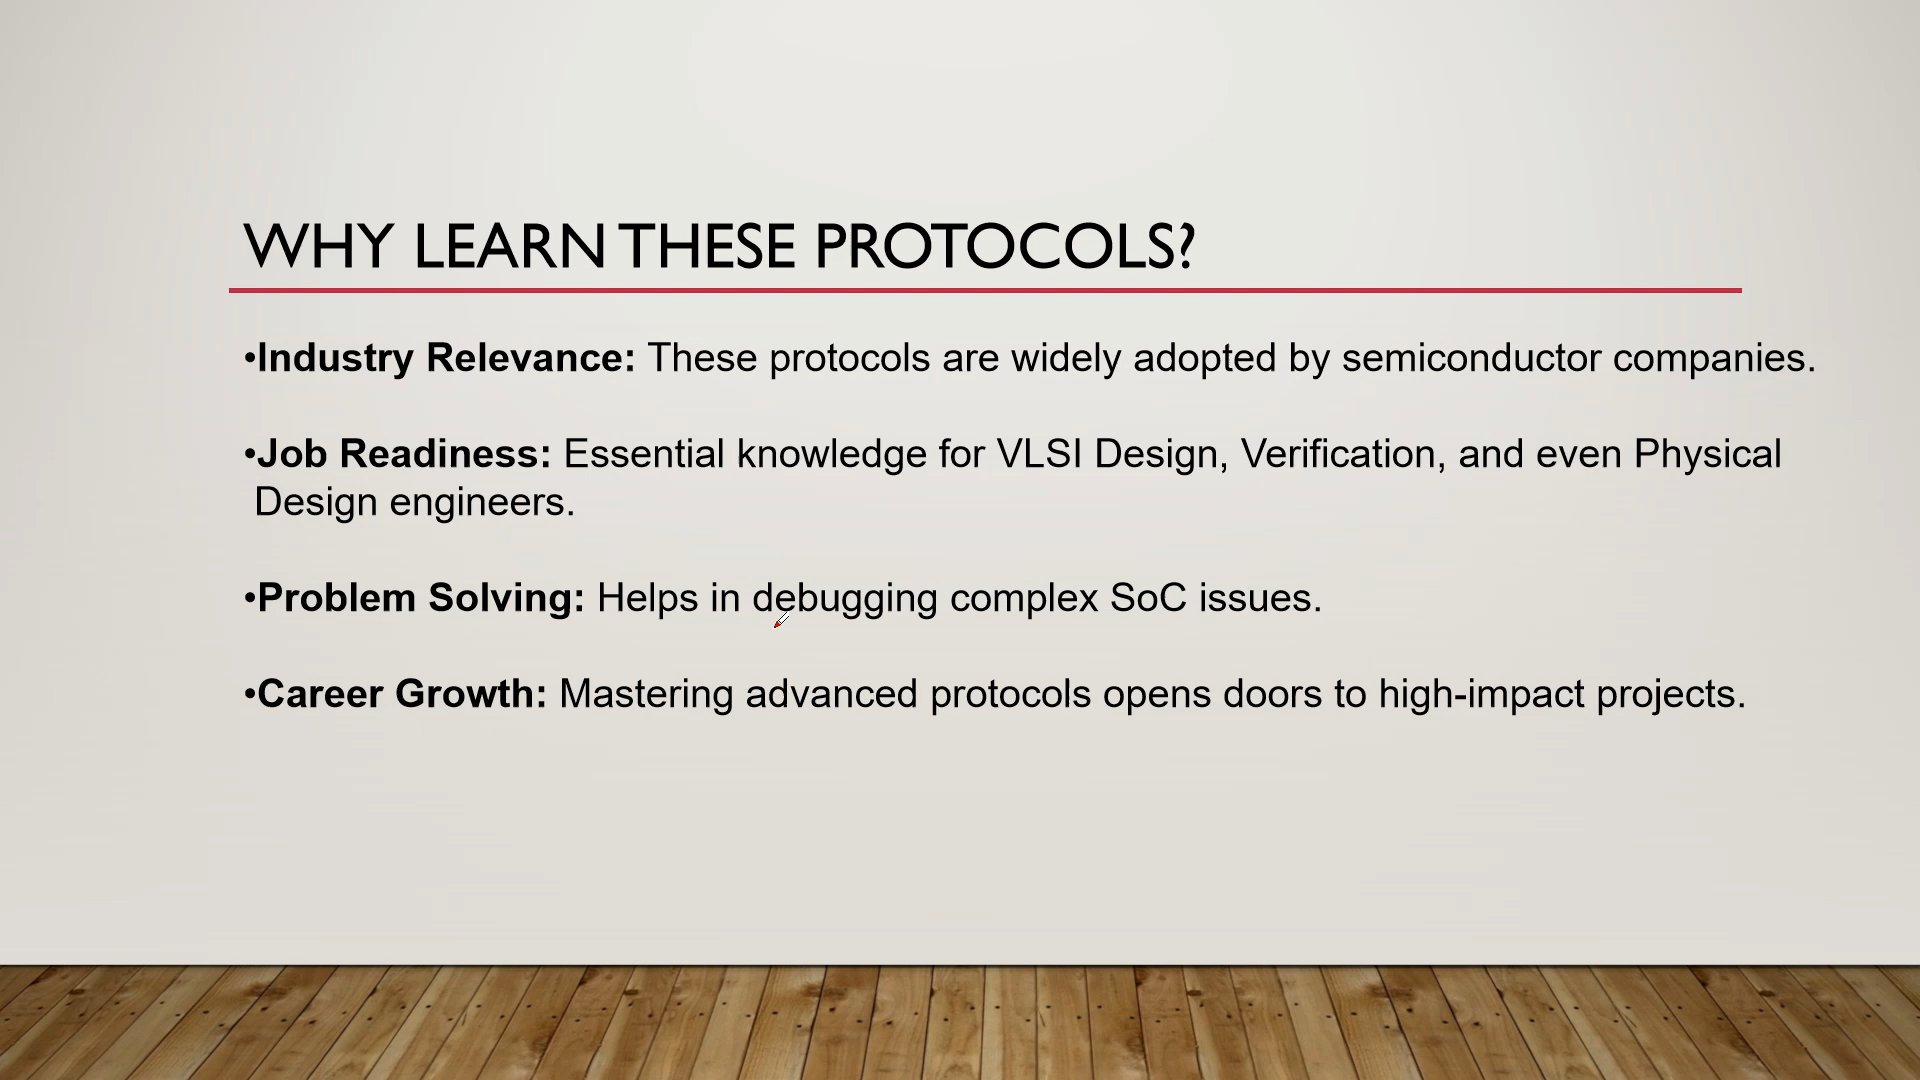 WHY LEARN THESE PROTOCOLS?
•Industry Relevance: These protocols are widely adopted by semiconductor companies.
•Job Readiness: Essential knowledge for VLSI Design, Verification, and even Physical
Design engineers.
•Problem Solving: Helps in debugging complex SoC issues.
•Career Growth: Mastering advanced protocols opens doors to high-impact projects.